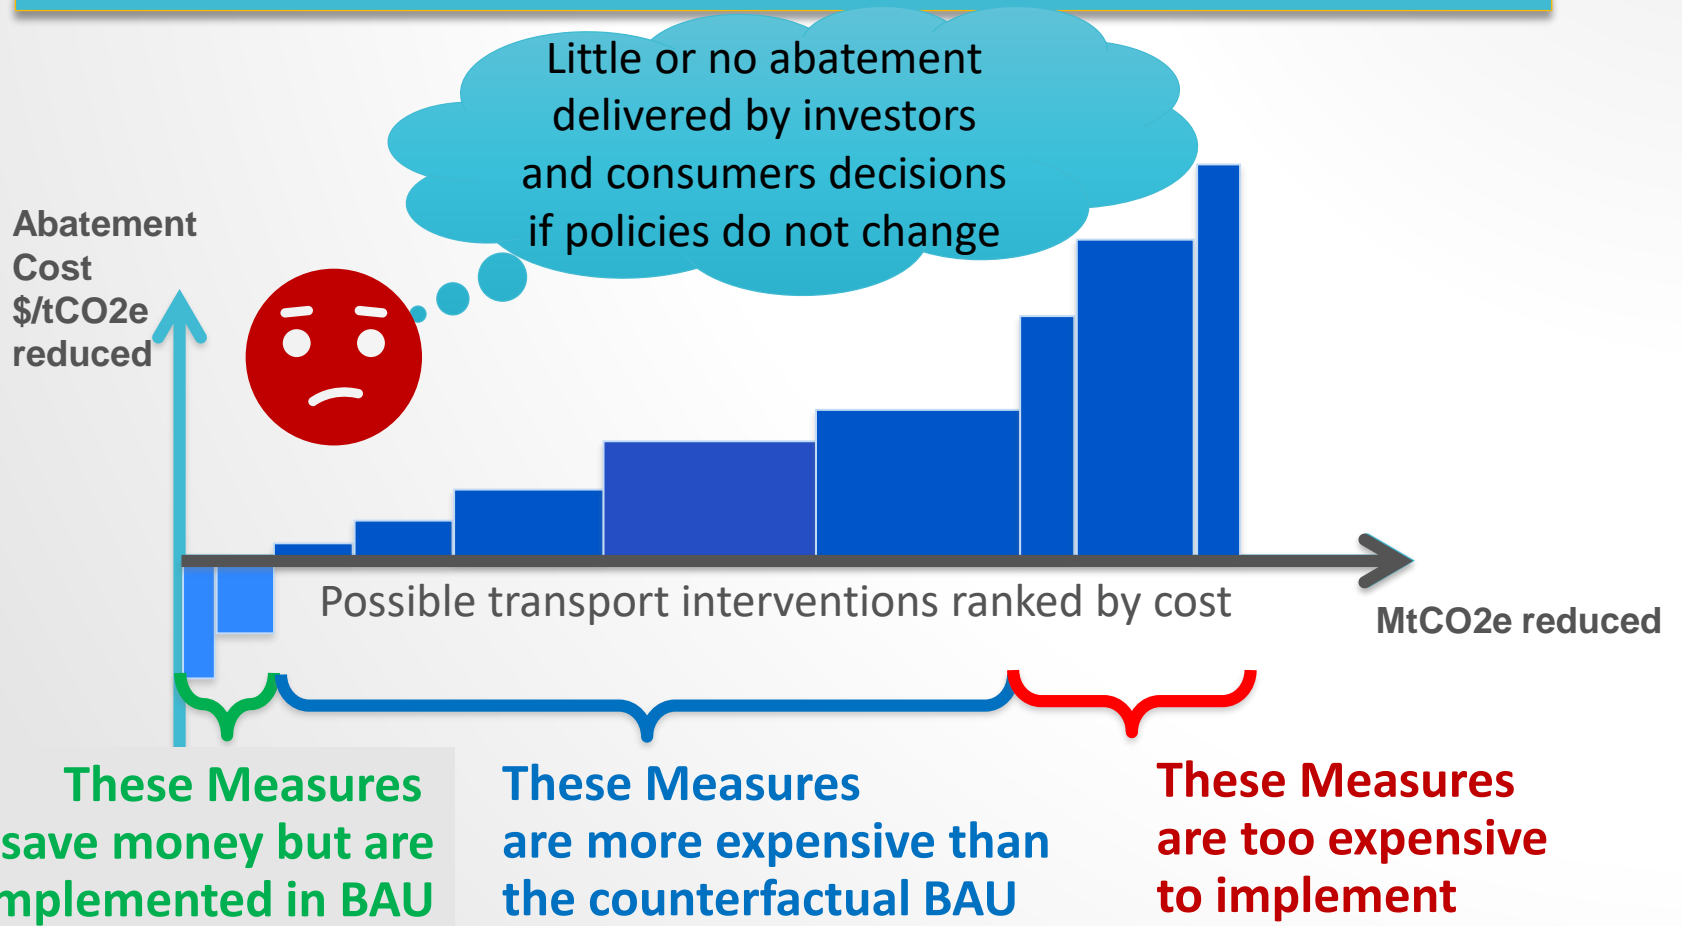 Little or no abatement
delivered by investors
and consumers decisions
if policies do not change
Abatement
Cost
$/tCO2e
reduced
Possible transport interventions ranked by cost
MtCO2e reduced
These Measures
save money but are
implemented in BAU
These Measures
are more expensive than
the counterfactual BAU
These Measures
are too expensive
to implement